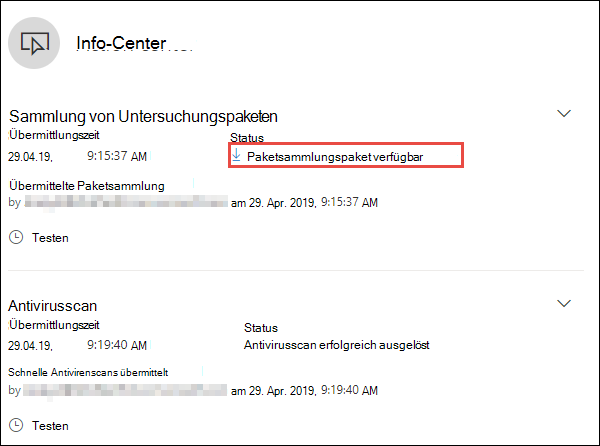 Info-Center
Sammlung von Untersuchungspaketen
Übermittlungszeit
Status
29.04.19, 9:15:37 AM
Paketsammlungspaket verfügbar
Übermittelte Paketsammlung
by am 29. Apr. 2019, 9:15:37 AM
Testen
Antivirusscan
Übermittlungszeit
Status
29.04.19, 9:19:40 AM
Antivirusscan erfolgreich ausgelöst
Schnelle Antivirenscans übermittelt
by am 29. Apr. 2019, 9:19:40 AM
Testen